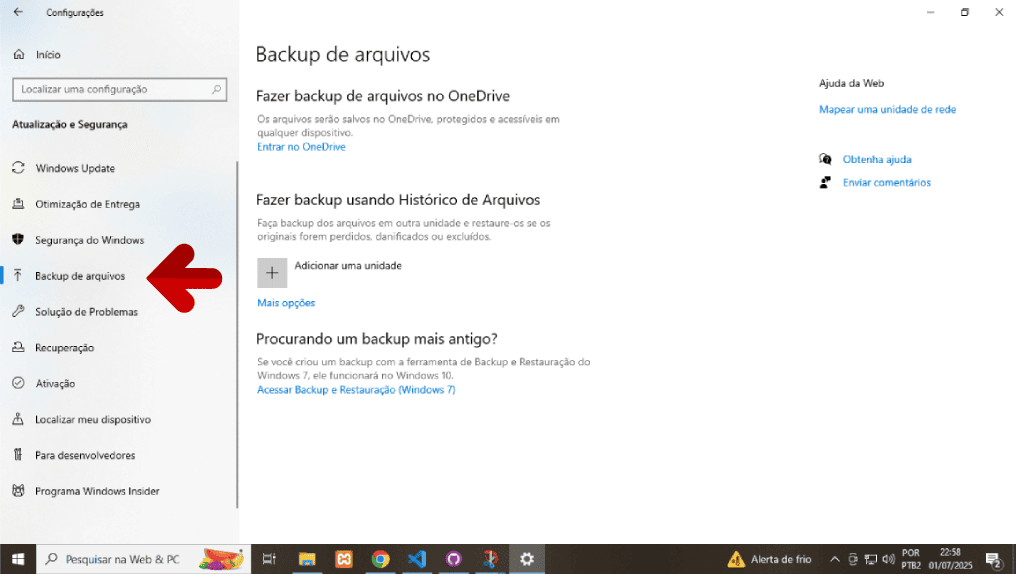 Configurações
Início
Localizar uma configuração
Atualização e Segurança
Windows Update
Otimização de Entrega
Segurança do Windows
Backup de arquivos
Solução de Problemas
Recuperação
Ativação
Localizar meu dispositivo
Para desenvolvedores
Programa Windows Insider
Backup de arquivos
Fazer backup de arquivos no OneDrive
Os arquivos serão salvos no OneDrive, protegidos e acessíveis em
qualquer dispositivo.
Entrar no OneDrive
Fazer backup usando Histórico de Arquivos
Faça backup dos arquivos em outra unidade e restaure-os se os
originais forem perdidos, danificados ou excluídos.
Adicionar uma unidade
Mais opções
Procurando um backup mais antigo?
Se você criou um backup com a ferramenta de Backup e Restauração do
Windows 7, ele funcionará no Windows 10.
Acessar Backup e Restauração (Windows 7)
Ajuda da Web
Mapear uma unidade de rede
Obtenha ajuda
Enviar comentários
Pesquisar na Web & PC
Alerta de frio
POR
PTB2
22:58
01/07/2025
2